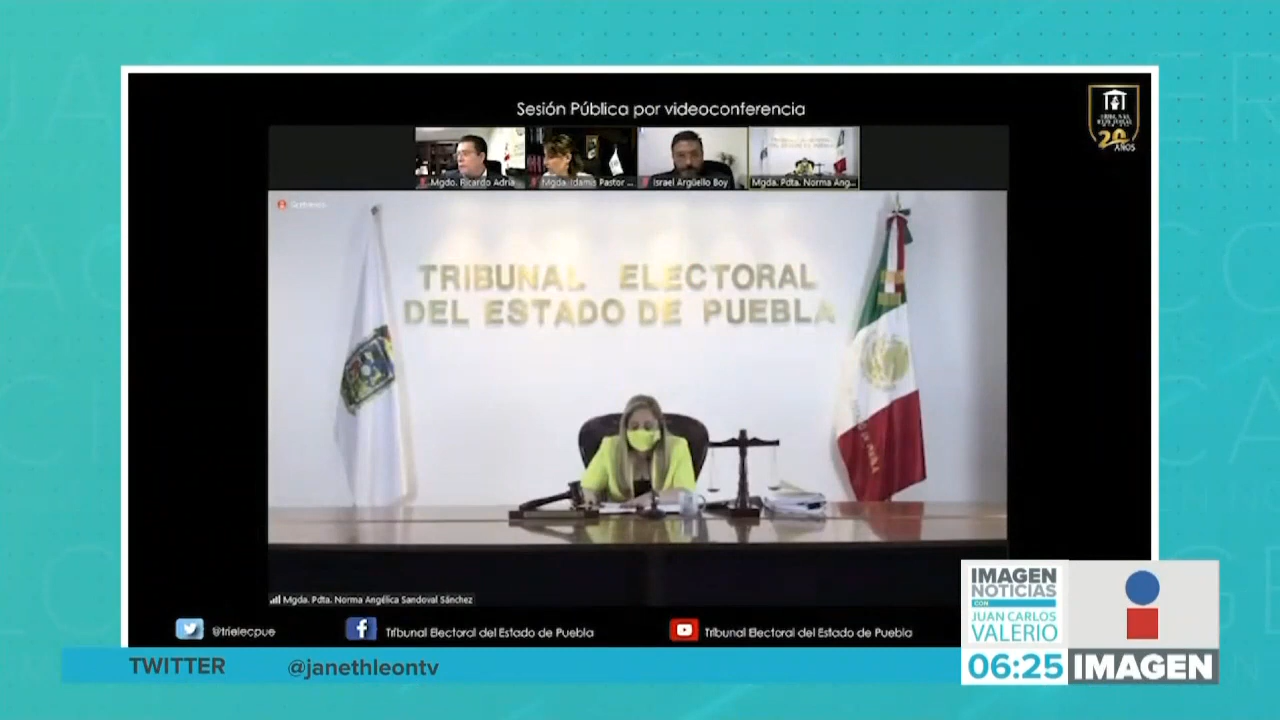 Sesión Pública por videoconferencia
20
AÑOS
Mgdo. Ricardo Adria
Mgda. Idamis Pastor ...
Israel Argüello Boy
Mgda. Pdta. Norma Ang...
TRIBUNAL ELECTORAL
DEL ESTADO DE PUEBLA
Mgda. Pdta. Norma Angélica Sandoval Sánchez
@trielecpue
Tribunal Electoral del Estado de Puebla
Tribunal Electoral del Estado de Puebla
TWITTER
@janethleontv
IMAGEN
NOTICIAS
CON
JUAN CARLOS
VALERIO
06:25
IMAGEN